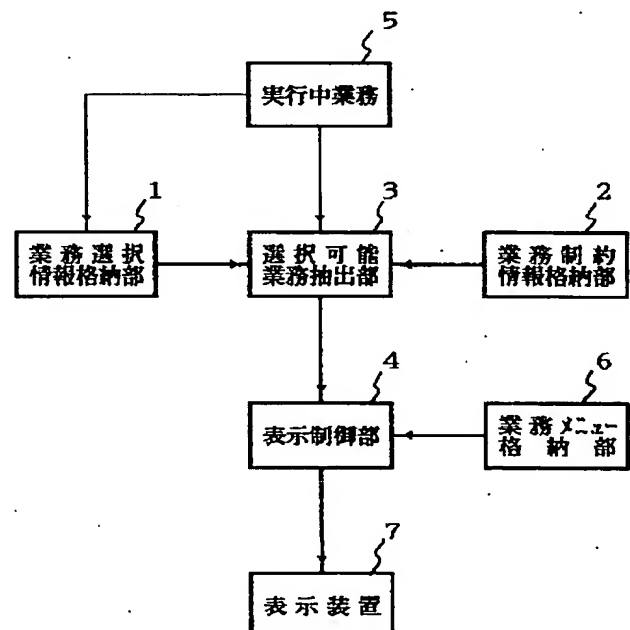 5
実行中業務
1
3
2
業務選択
情報格納部
選択可能
業務抽出部
業務制約
情報格納部
4
6
表示制御部
業務メニュー
格納部
7
表示装置